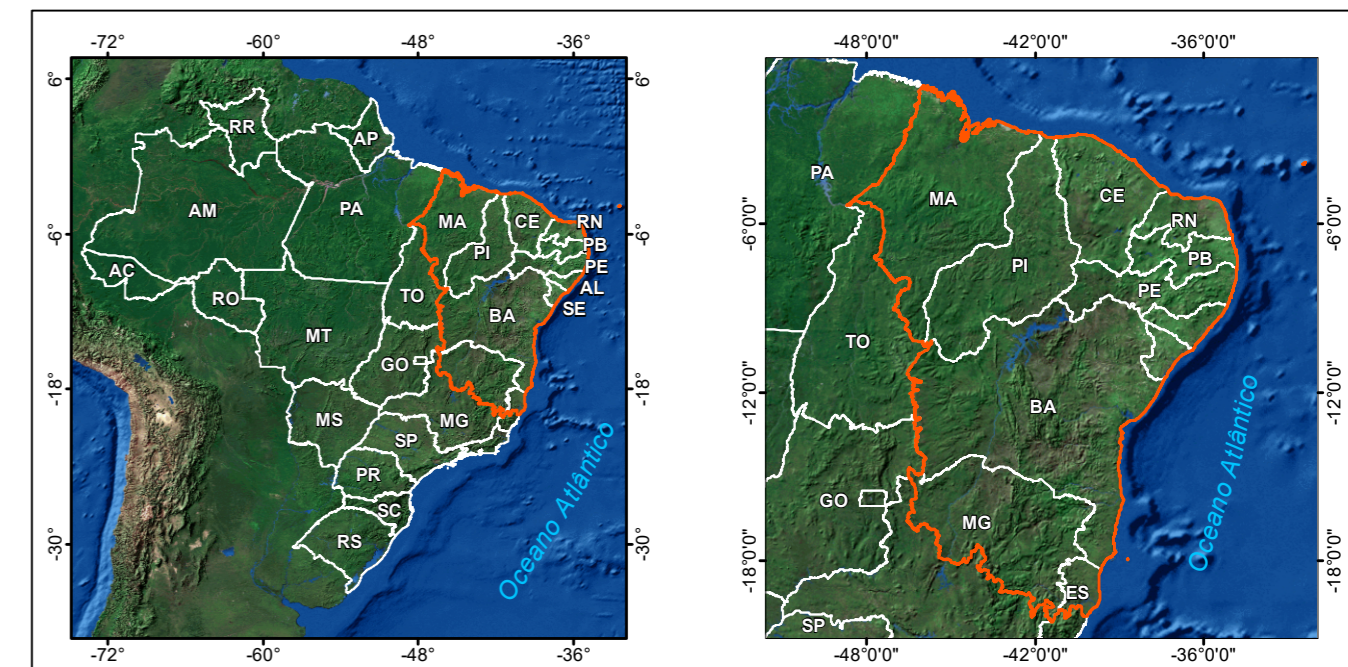 -72° -60° -48° -36°
6°
-6°
-18°
-30°
6°
-6°
-18°
-30°
-72° -60° -48° -36°
RR
AP
AM
PA
MA
CE
RN
PI
PB
PE
AC
RO
TO
AL
SE
BA
MT
GO
MS
MG
SP
PR
SC
RS
Oceano Atlântico
-48°0'0" -42°0'0" -36°0'0"
-6°0'0"
-12°0'0"
-18°0'0"
-6°0'0"
-12°0'0"
-18°0'0"
-48°0'0" -42°0'0" -36°0'0"
PA
MA
CE
RN
PB
PI
PE
TO
BA
GO
MG
ES
SP
Oceano Atlântico